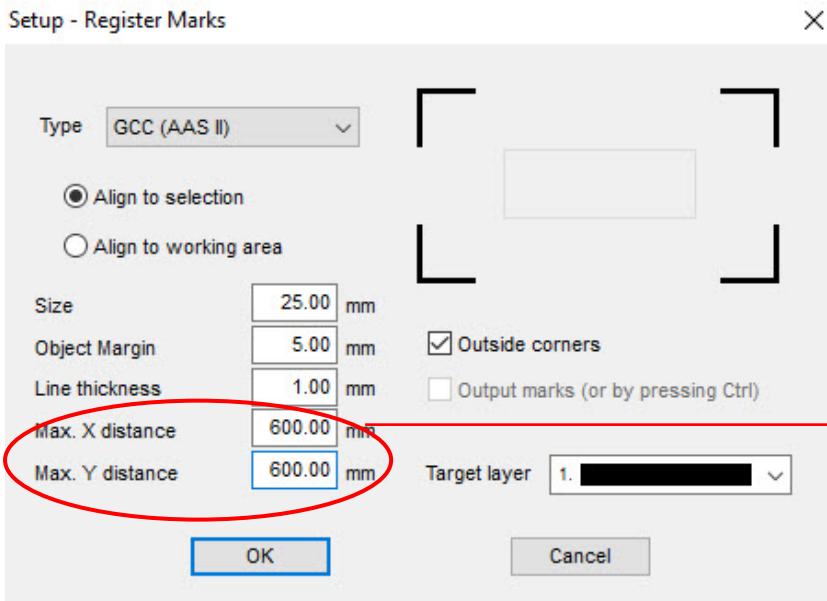 Setup - Register Marks
Type GCC (AAS II)
Align to selection
Align to working area
Size 25.00 mm
Object Margin 5.00 mm
Line thickness 1.00 mm
Max. X distance 600.00 mm
Max. Y distance 600.00 mm
Outside corners
Output marks (or by pressing Ctrl)
Target layer 1.
OK Cancel